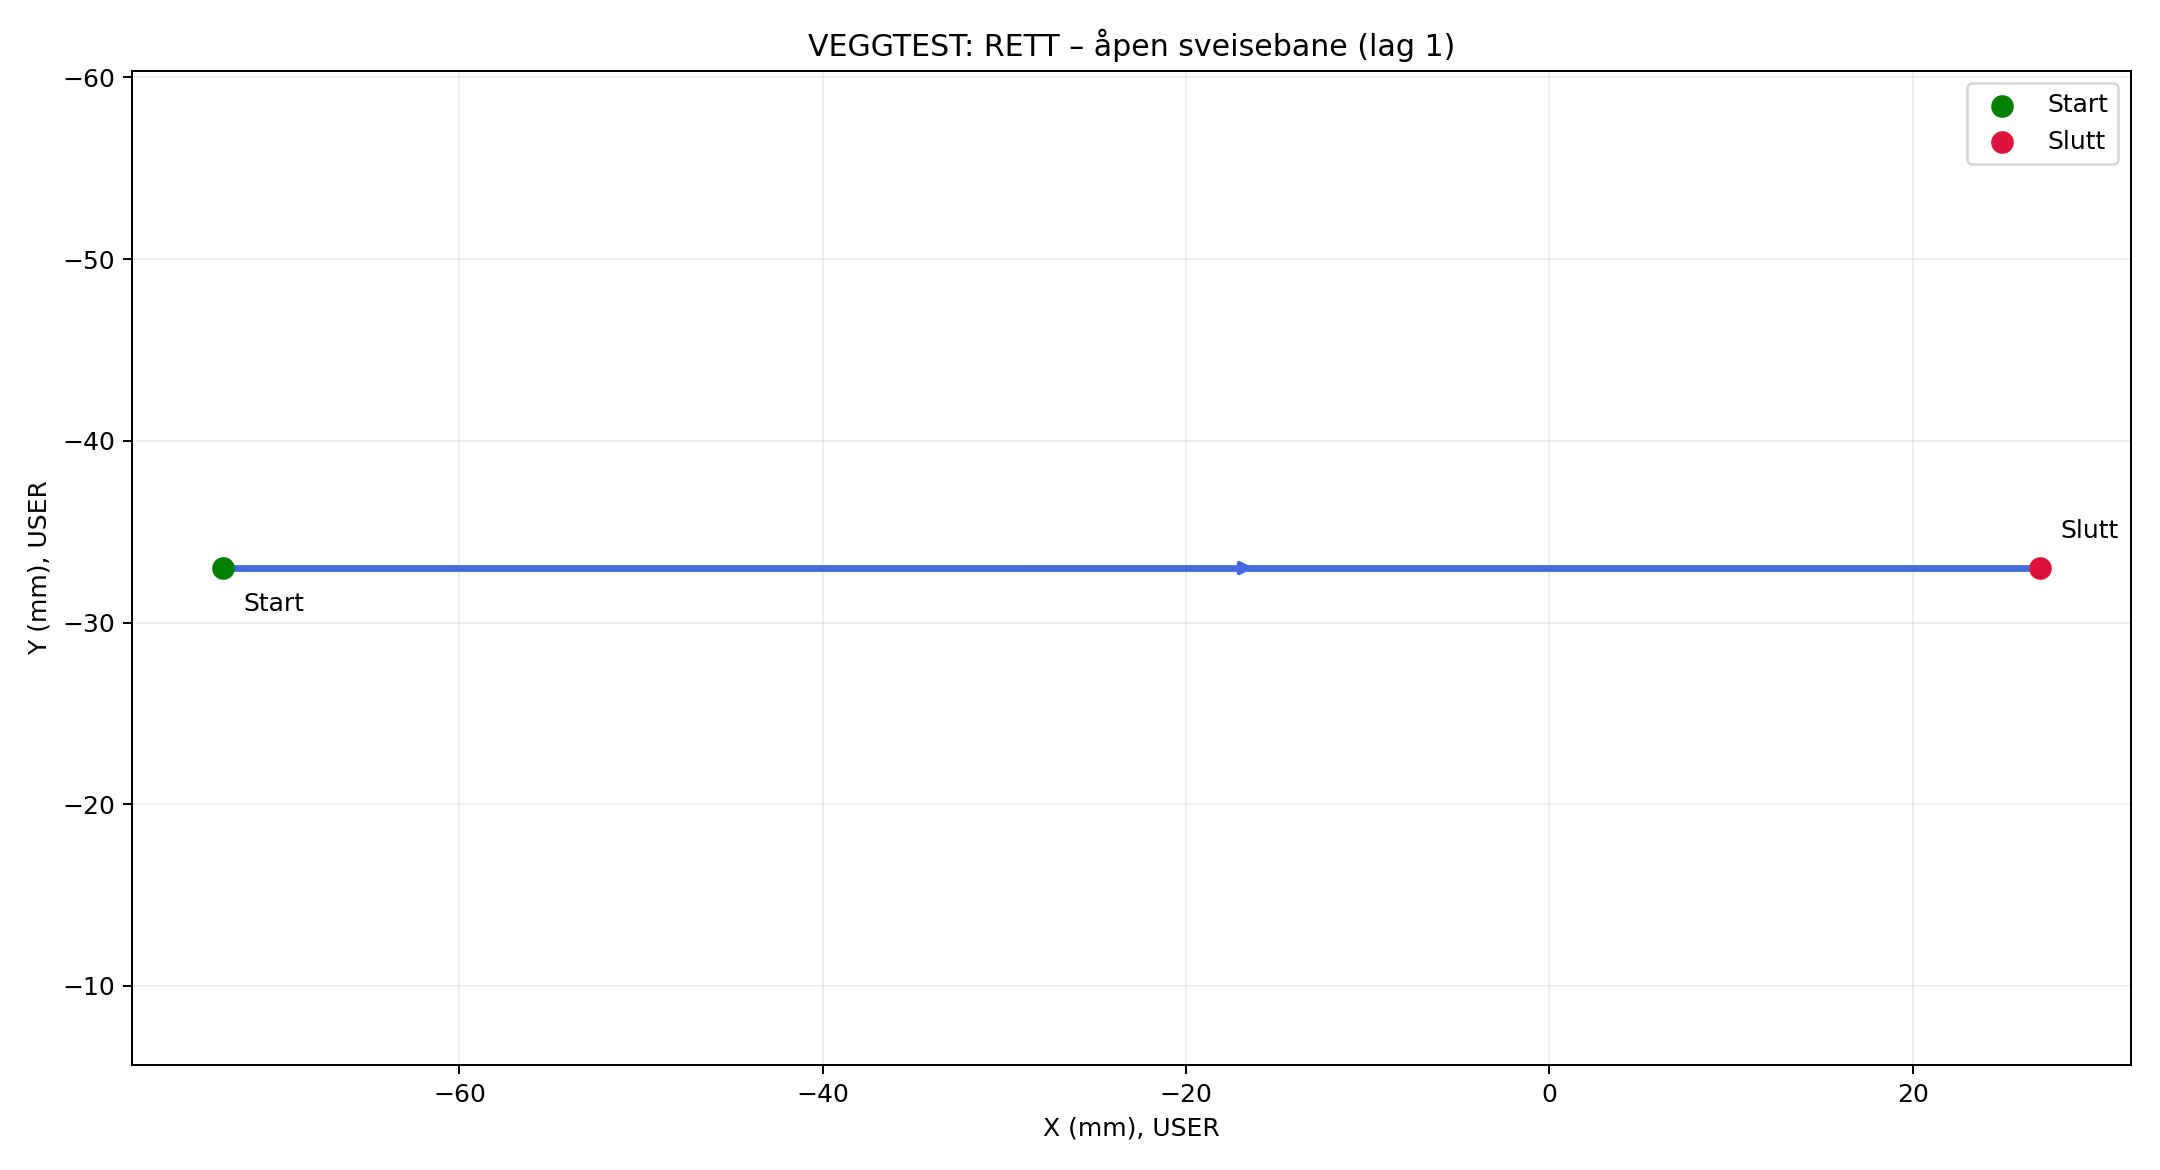 VEGGTEST: RETT – åpen sveisebane (lag 1)
Start
Slutt
−60
−50
−40
−30
−20
−10
Y (mm), USER
Start
Slutt
−60
−40
−20
0
20
X (mm), USER